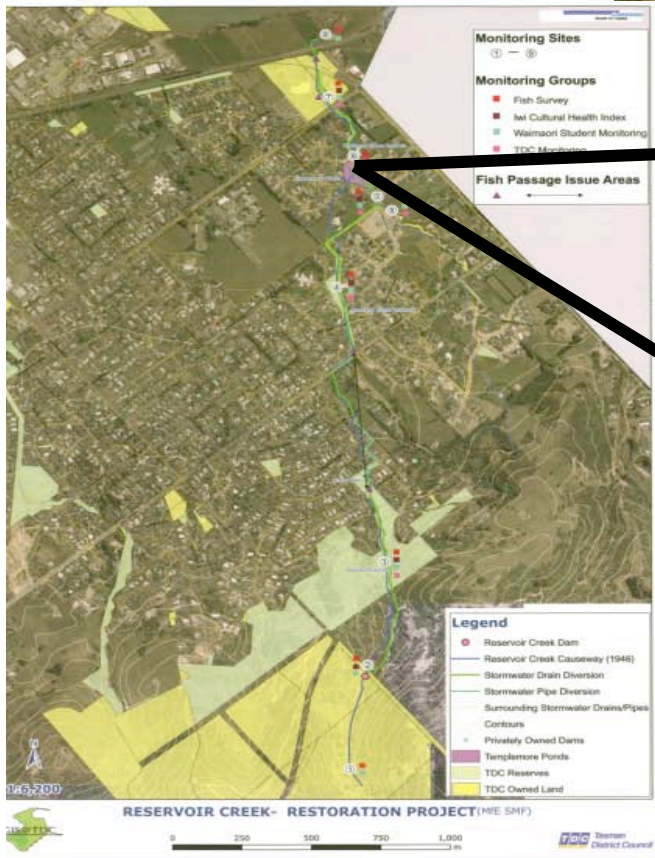 Monitoring Sites
① — ⑨
Monitoring Groups
Fish Survey
Iwi Cultural Health Index
Waimaori Student Monitoring
TDC Monitoring
Fish Passage Issue Areas
Legend
Reservoir Creek Dam
Reservoir Creek Causeway (1946)
Stormwater Drain Diversion
Stormwater Pipe Diversion
Surrounding Stormwater Drains/Pipes
Contours
Privately Owned Dams
Templemore Ponds
TDC Reserves
TDC Owned Land
N
1:6,200
RESERVOIR CREEK- RESTORATION PROJECT(MfE SMF)
0 250 500 750 1,000
m
TDC Tasman
District Council